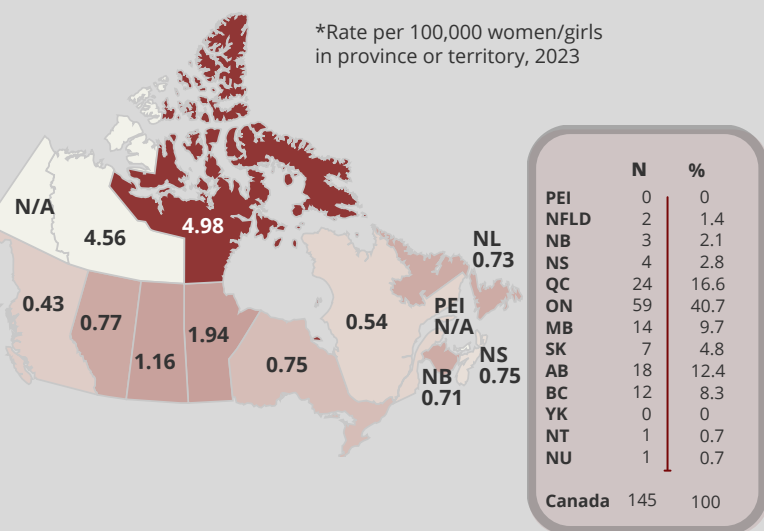 *Rate per 100,000 women/girls
in province or territory, 2023
N/A
4.56
4.98
NL
0.73
0.43
0.77
1.16
1.94
0.75
0.54
PEI
N/A
NB
0.71
NS
0.75
N %
PEI 0 0
NFLD 2 1.4
NB 3 2.1
NS 4 2.8
QC 24 16.6
ON 59 40.7
MB 14 9.7
SK 7 4.8
AB 18 12.4
BC 12 8.3
YK 0 0
NT 1 0.7
NU 1 0.7
Canada 145 100